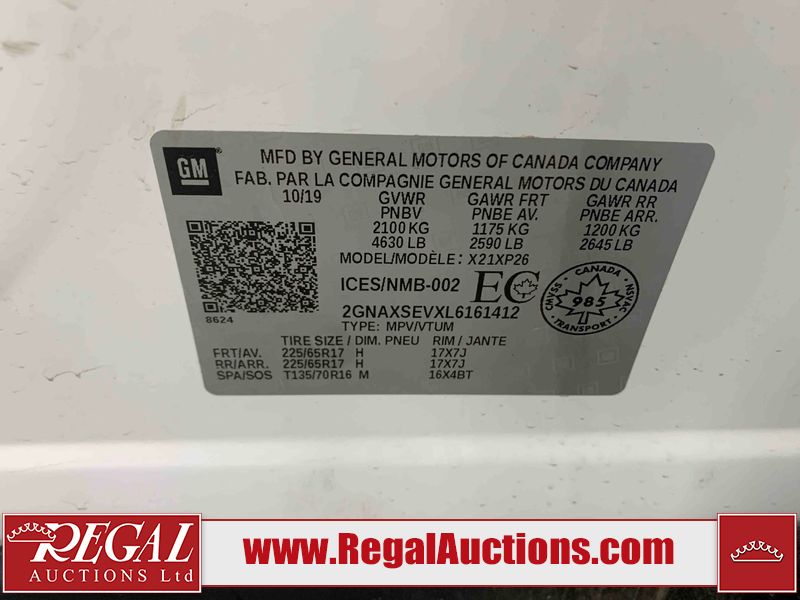 GM
MFD BY GENERAL MOTORS OF CANADA COMPANY
FAB. PAR LA COMPAGNIE GENERAL MOTORS DU CANADA
10/19 GVWR GAWR FRT GAWR RR
PNBV PNBE AV. PNBE ARR.
2100 KG 1175 KG 1200 KG
4630 LB 2590 LB 2645 LB
MODEL/MODÈLE: X21XP26
ICES/NMB-002 EC
CANADA
CMVSS 985 NSVAC
TRANSPORT
8624
2GNAXSEVXL6161412
TYPE: MPV/VTUM
TIRE SIZE / DIM. PNEU RIM / JANTE
FRT/AV. 225/65R17 H 17X7J
RR/ARR. 225/65R17 H 17X7J
SPA/SOS T135/70R16 M 16X4BT
REGAL
AUCTIONS Ltd
www.RegalAuctions.com